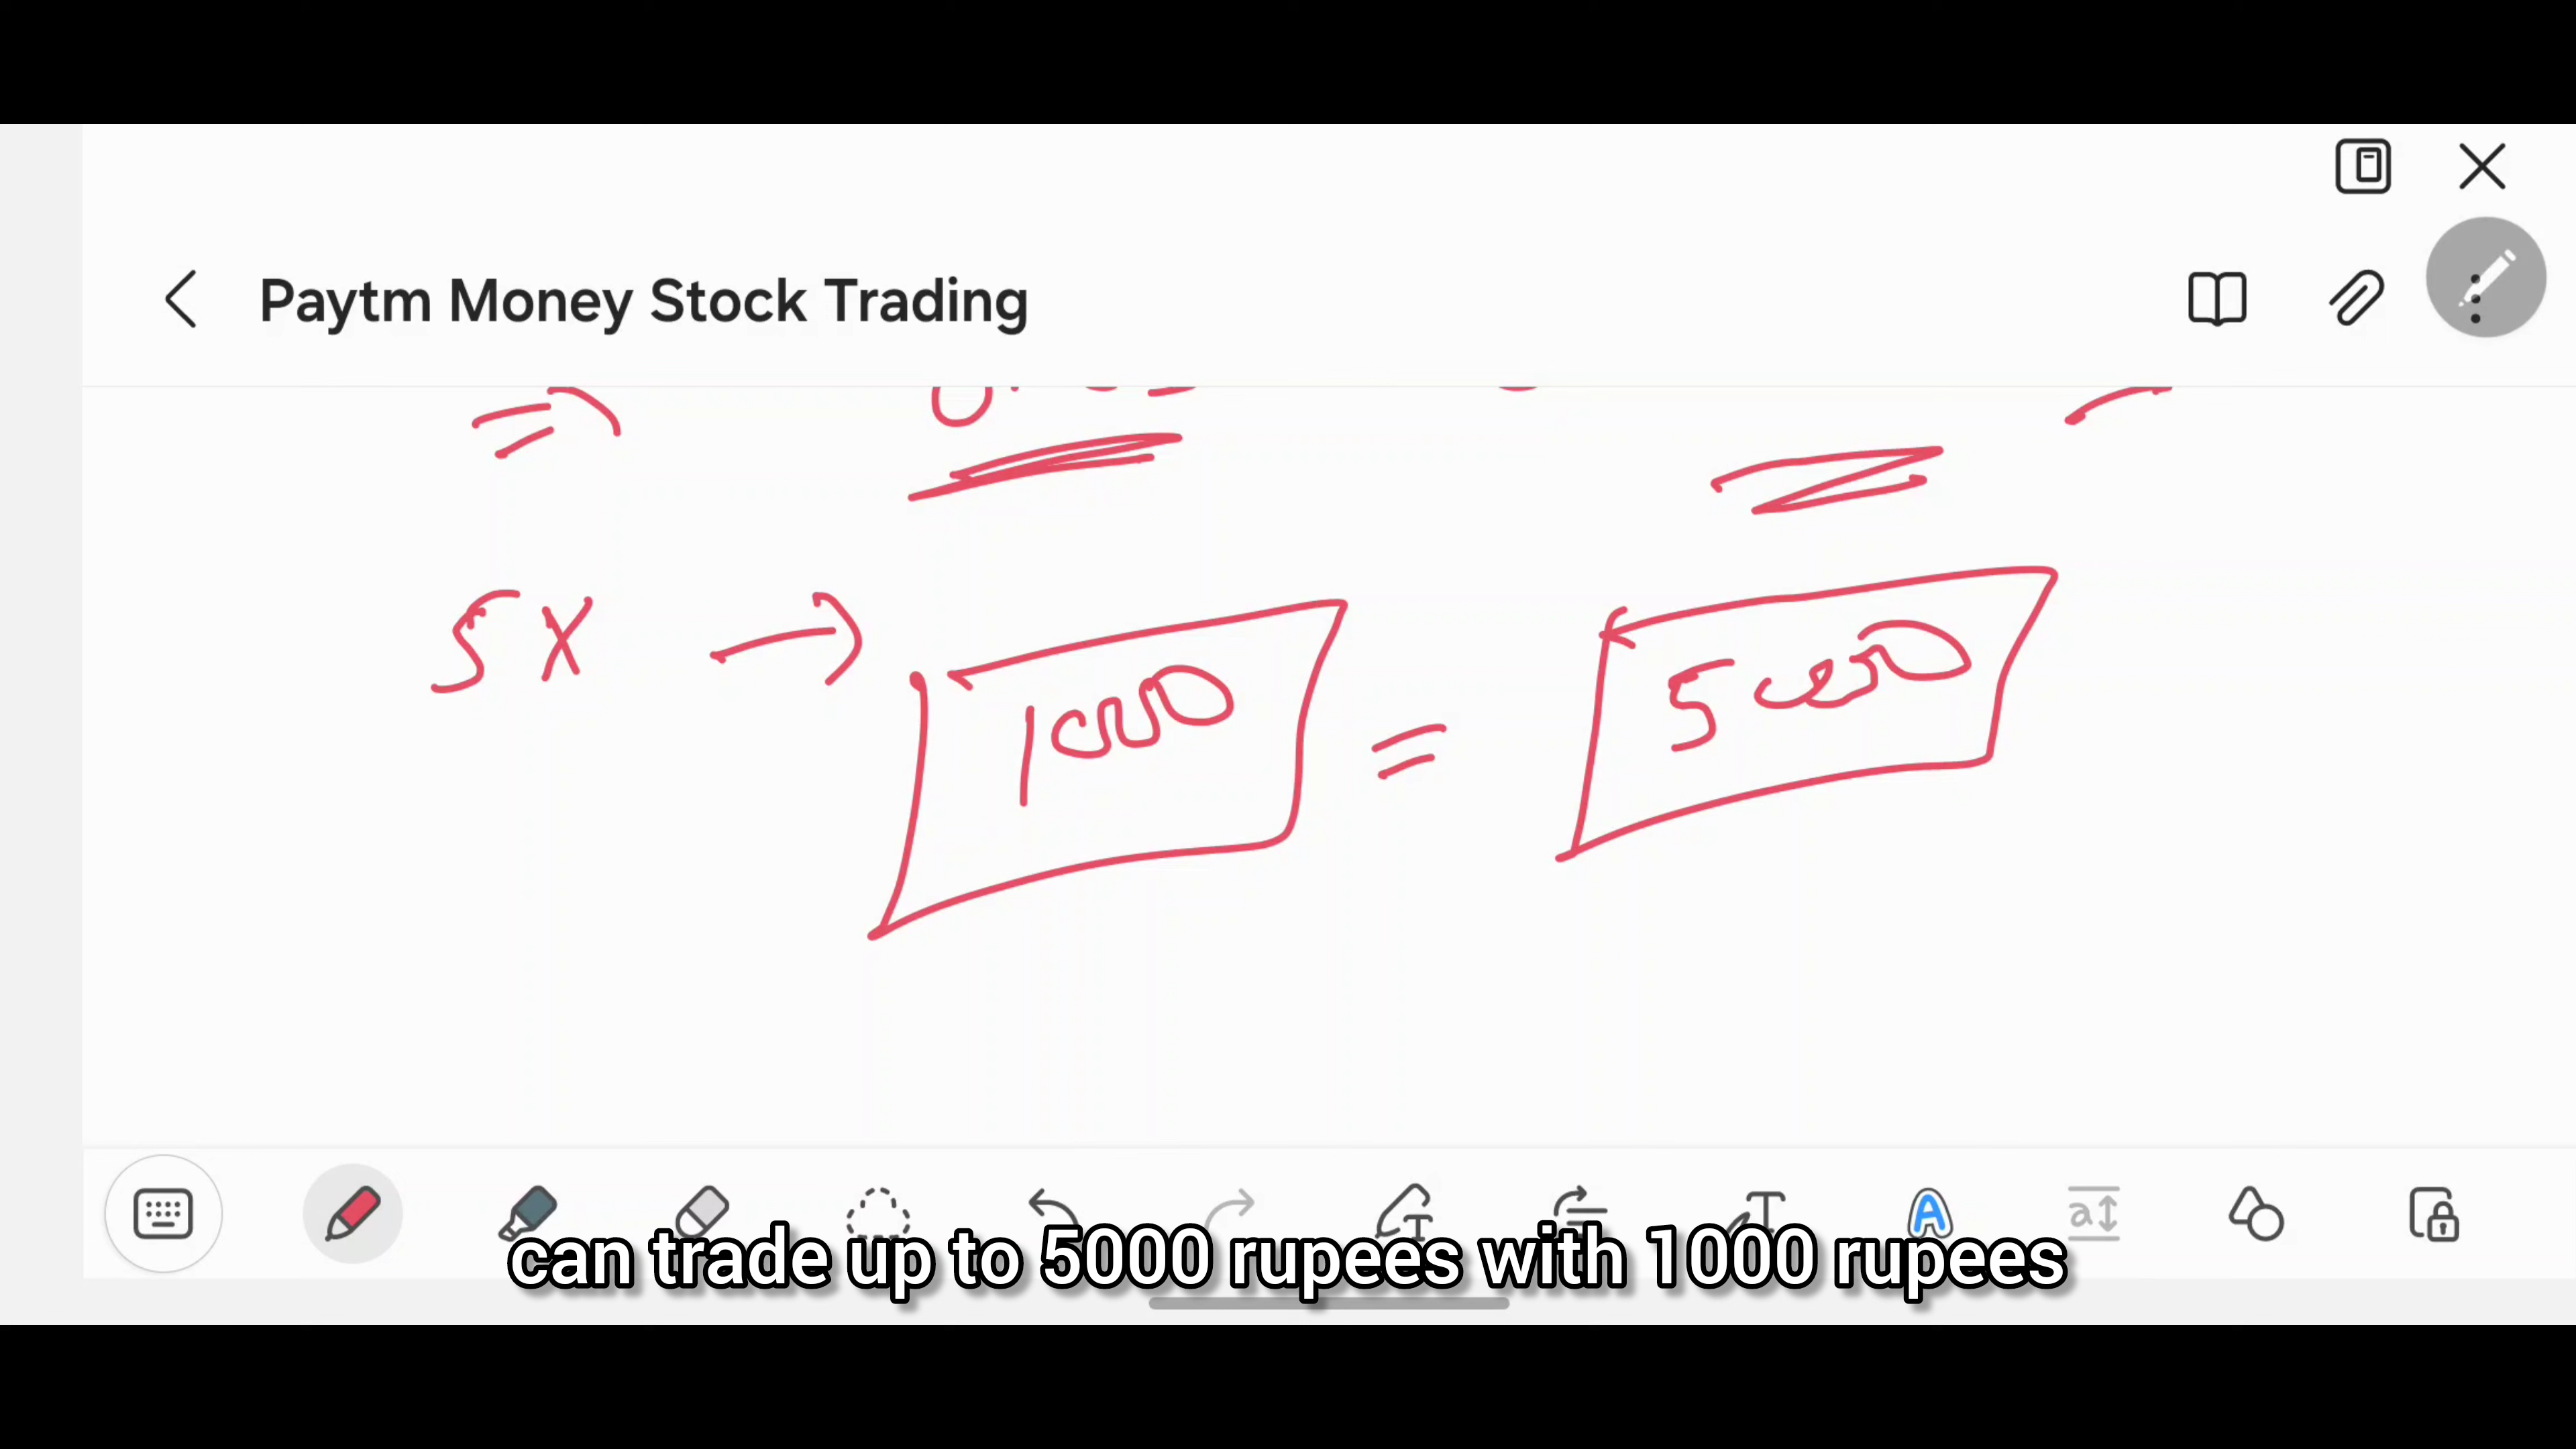 Paytm Money Stock Trading
5X → 1000 = 5000
can trade up to 5000 rupees with 1000 rupees